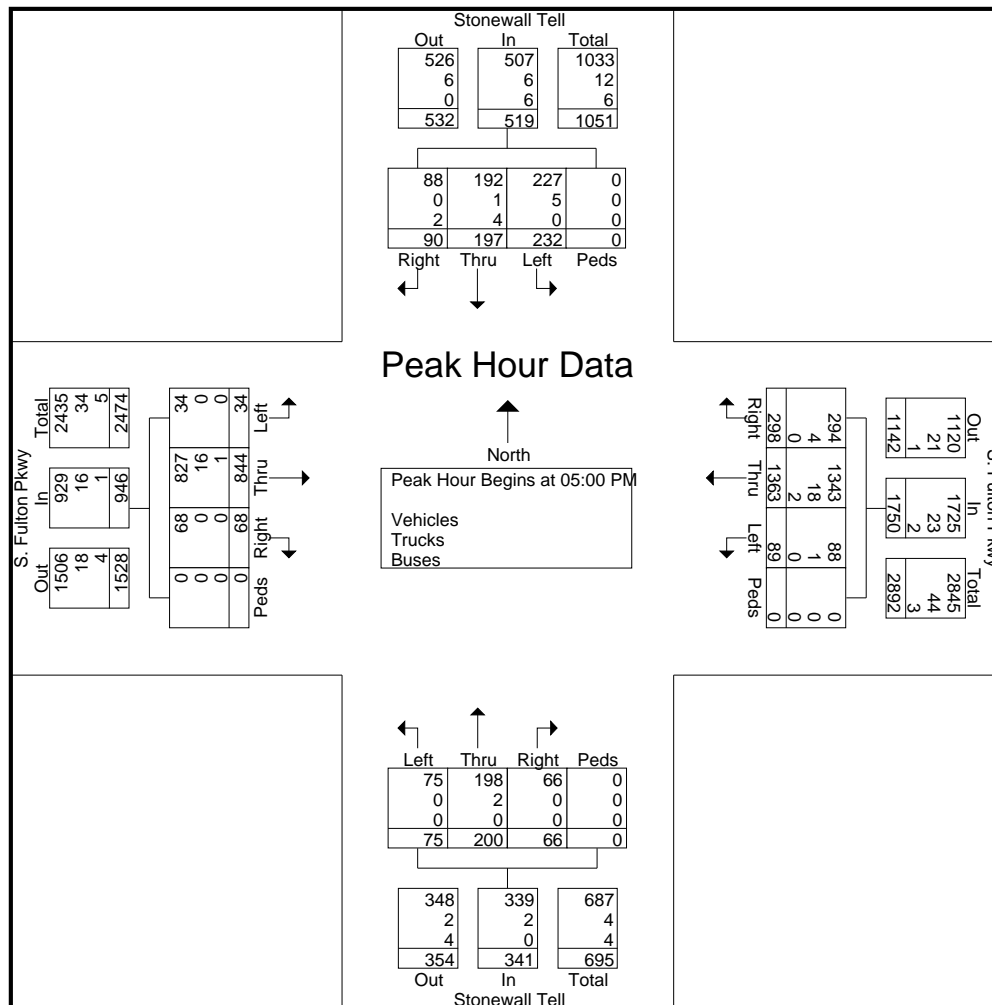 Stonewall Tell
Out In Total
526 507 1033
6 6 12
0 6 6
532 519 1051
88 192 227 0
0 1 5 0
2 4 0 0
90 197 232 0
Right Thru Left Peds
Peak Hour Data
North
Peak Hour Begins at 05:00 PM
Vehicles
Trucks
Buses
S. Fulton Pkwy
Total
2435
34
5
2474
In
929
16
1
946
Out
1506
18
4
1528
Left
34
0
0
34
Thru
827
16
1
844
Right
68
0
0
68
Peds
0
0
0
0
Right
294
4
0
298
Thru
1343
18
2
1363
Left
88
1
0
89
Peds
0
0
0
0
Out
1120
21
1
1142
In
1725
23
2
1750
Total
2845
44
3
2892
S. Fulton Pkwy
Left Thru Right Peds
75 198 66 0
0 2 0 0
0 0 0 0
75 200 66 0
348 339 687
2 2 4
4 0 4
354 341 695
Out In Total
Stonewall Tell